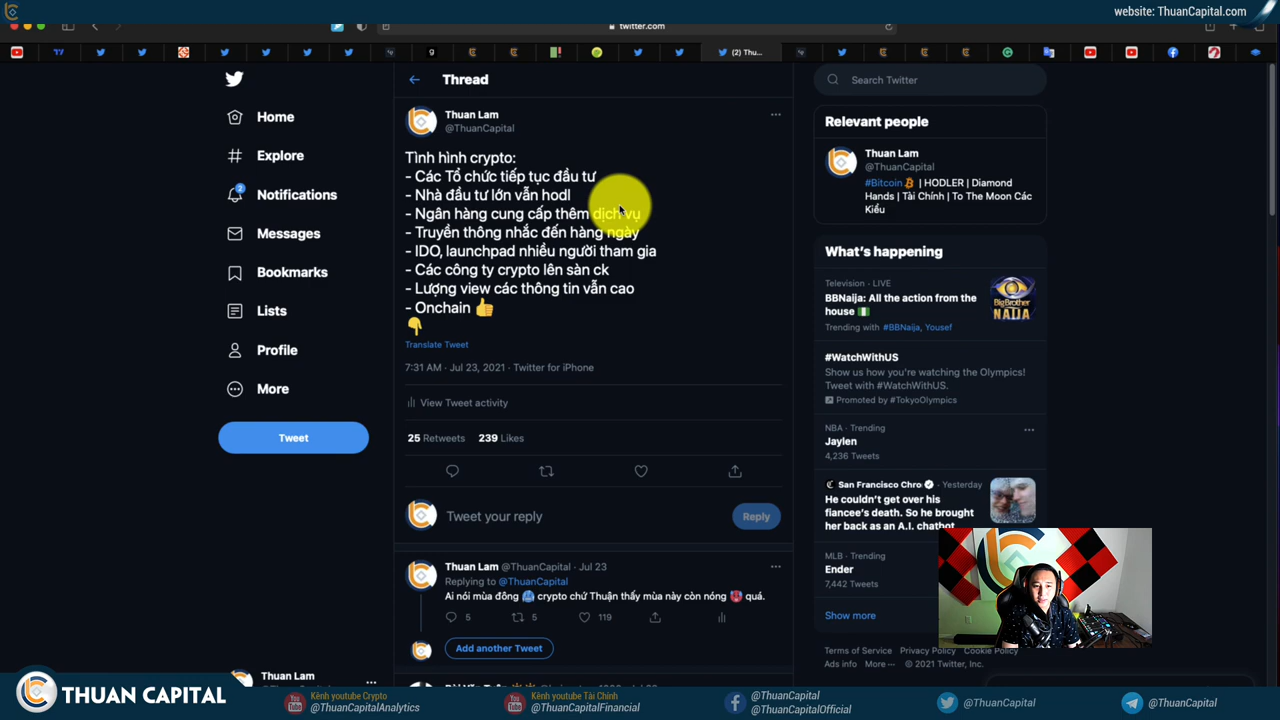 website: ThuanCapital.com
twitter.com
(2) Thu...
Home
Explore
2
Notifications
Messages
Bookmarks
Lists
Profile
More
Tweet
Thuan Lam
Thread
Thuan Lam
@ThuanCapital
Tình hình crypto:
- Các Tổ chức tiếp tục đầu tư
- Nhà đầu tư lớn vẫn hodl
- Ngân hàng cung cấp thêm dịch vụ
- Truyền thông nhắc đến hàng ngày
- IDO, launchpad nhiều người tham gia
- Các công ty crypto lên sàn ck
- Lượng view các thông tin vẫn cao
- Onchain 👍
👇
Translate Tweet
7:31 AM · Jul 23, 2021 · Twitter for iPhone
View Tweet activity
25 Retweets 239 Likes
Tweet your reply
Reply
Thuan Lam @ThuanCapital · Jul 23
Replying to @ThuanCapital
Ai nói mùa đông 🥶 crypto chứ Thuận thấy mùa này còn nóng 🥵 quá.
5 5 119
Add another Tweet
Search Twitter
Relevant people
Thuan Lam
@ThuanCapital
#Bitcoin | HODLER | Diamond
Hands | Tài Chính | To The Moon Các
Kiểu
What's happening
Television · LIVE
BBNaija: All the action from the
house 🇳🇬
Trending with #BBNaija, Yousef
BIG BROTHER
NAIJA
#WatchWithUS
Show us how you're watching the Olympics!
Tweet with #WatchWithUS.
Promoted by #TokyoOlympics
NBA · Trending
Jaylen
4,236 Tweets
San Francisco Chro · Yesterday
He couldn't get over his
fiancee's death. So he brought
her back as an A.I. chatbot
MLB · Trending
Ender
7,442 Tweets
Show more
Terms of Service Privacy Policy Cookie Policy
Ads info More ··· © 2021 Twitter, Inc.
THUAN CAPITAL
Kênh youtube Crypto
@ThuanCapitalAnalytics
Kênh youtube Tài Chính
@ThuanCapitalFinancial
@ThuanCapital
@ThuanCapitalOfficial
@ThuanCapital
@ThuanCapital